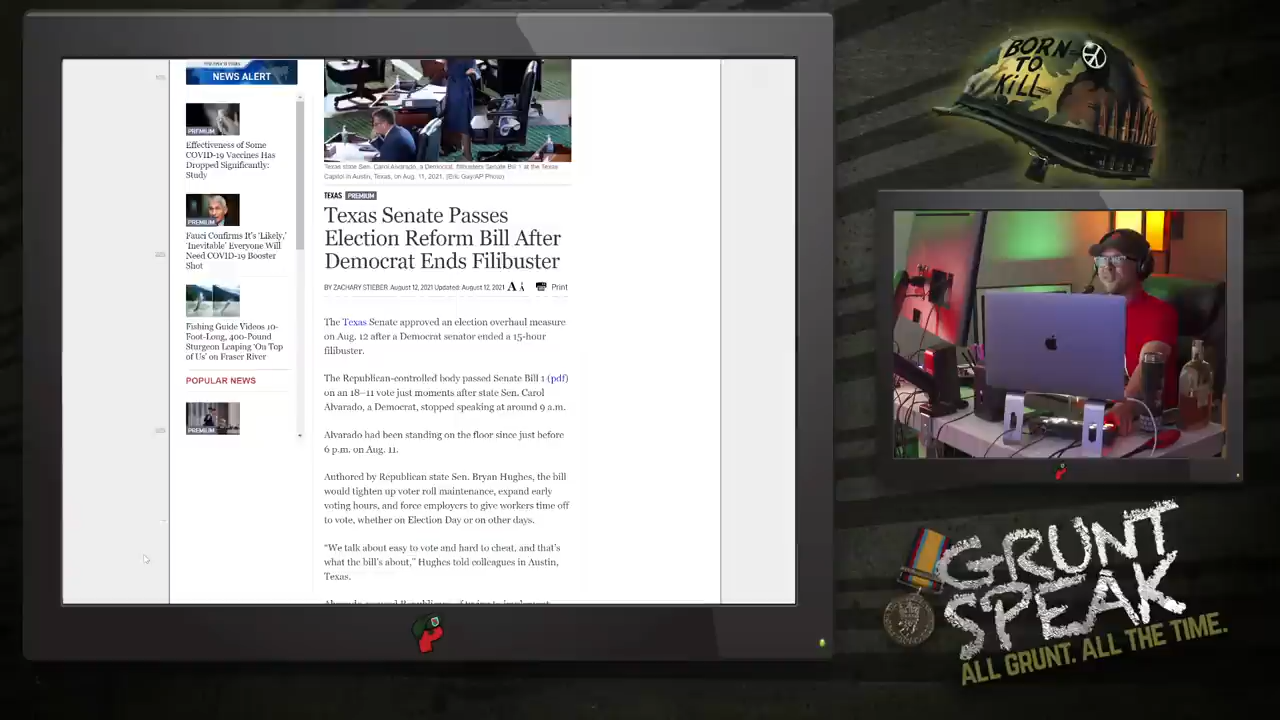 NEWS ALERT
PREMIUM
Effectiveness of Some
COVID-19 Vaccines Has
Dropped Significantly:
Study
PREMIUM
Fauci Confirms It's 'Likely,'
'Inevitable' Everyone Will
Need COVID-19 Booster
Shot
Fishing Guide Videos 10-
Foot-Long, 400-Pound
Sturgeon Leaping 'On Top
of Us' on Fraser River
POPULAR NEWS
PREMIUM
Texas state Sen. Carol Alvarado, a Democrat, filibusters Senate Bill 1 at the Texas
Capitol in Austin, Texas, on Aug. 11, 2021. (Eric Gay/AP Photo)
TEXAS PREMIUM
Texas Senate Passes
Election Reform Bill After
Democrat Ends Filibuster
BY ZACHARY STIEBER August 12, 2021 Updated: August 12, 2021 A A Print
The Texas Senate approved an election overhaul measure
on Aug. 12 after a Democrat senator ended a 15-hour
filibuster.
The Republican-controlled body passed Senate Bill 1 (pdf)
on an 18–11 vote just moments after state Sen. Carol
Alvarado, a Democrat, stopped speaking at around 9 a.m.
Alvarado had been standing on the floor since just before
6 p.m. on Aug. 11.
Authored by Republican state Sen. Bryan Hughes, the bill
would tighten up voter roll maintenance, expand early
voting hours, and force employers to give workers time off
to vote, whether on Election Day or on other days.
“We talk about easy to vote and hard to cheat, and that's
what the bill's about,” Hughes told colleagues in Austin,
Texas.
BORN
TO
KILL
GRUNT
SPEAK
ALL GRUNT. ALL THE TIME.